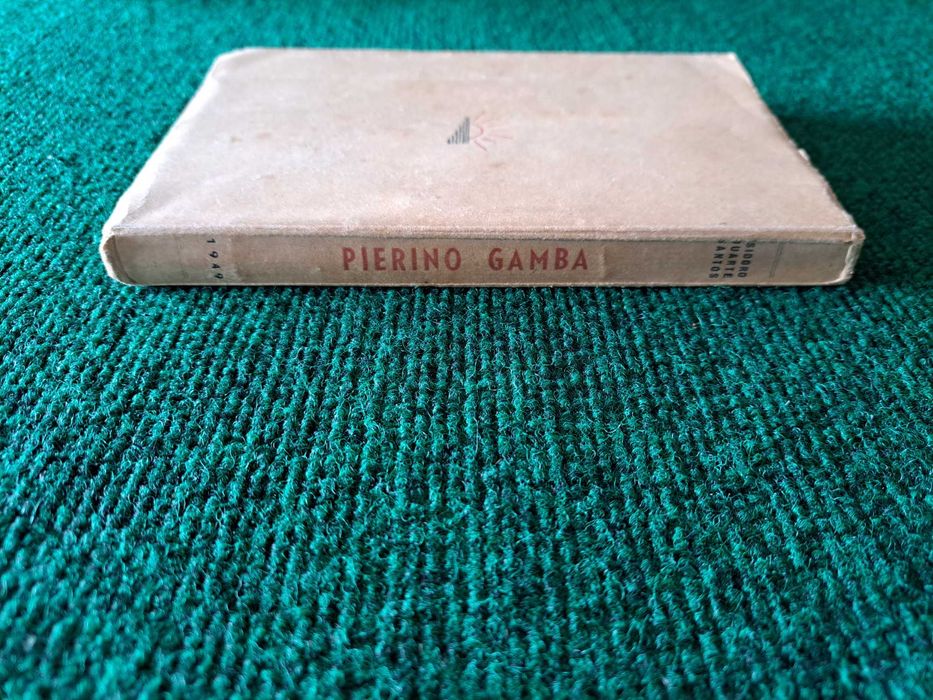 1949
PIERINO GAMBA
ISIDORO
DUARTE
SANTOS